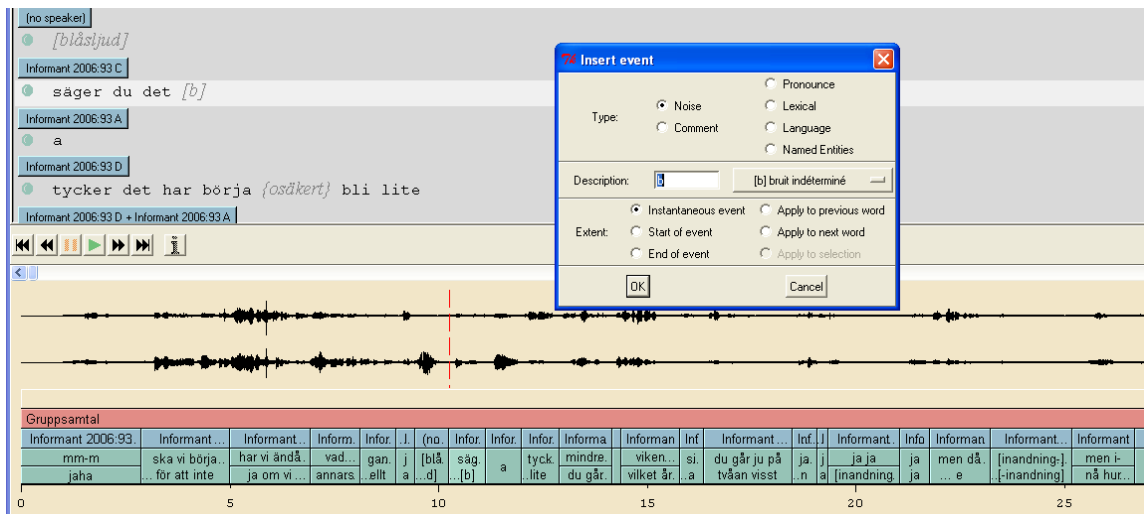 (no speaker)
[blåsljud]
Informant 2006:93 C
säger du det [b]
Informant 2006:93 A
a
Informant 2006:93 D
tycker det har börja {osäkert} bli lite
Informant 2006:93 D + Informant 2006:93 A
Insert event
Type:
Noise
Comment
Pronounce
Lexical
Language
Named Entities
Description:
b
[b] bruit indéterminé
Extent:
Instantaneous event
Start of event
End of event
Apply to previous word
Apply to next word
Apply to selection
OK
Cancel
Gruppsamtal
Informant 2006:93. Informant... Informant.. Inform. Infor. .I. (no. Infor. Infor. Infor. Informa Informan Inf Informant... Inf. J Informant. Info Informan Informant... Informant
mm-m ska vi börja.. har vi ändå. vad... gan. j [blå. säg. a tyck. mindre. viken... si. du går ju på ja. j ja ja ja men då. [inandning-]. men i-
jaha ... för att inte ja om vi ... annars. ..ellt a ...d] ...[b] ..lite du går. vilket år. ..a tvåan visst ..n a [inandning. ja ... e ...[-inandning] nå hur...
0 5 10 15 20 25